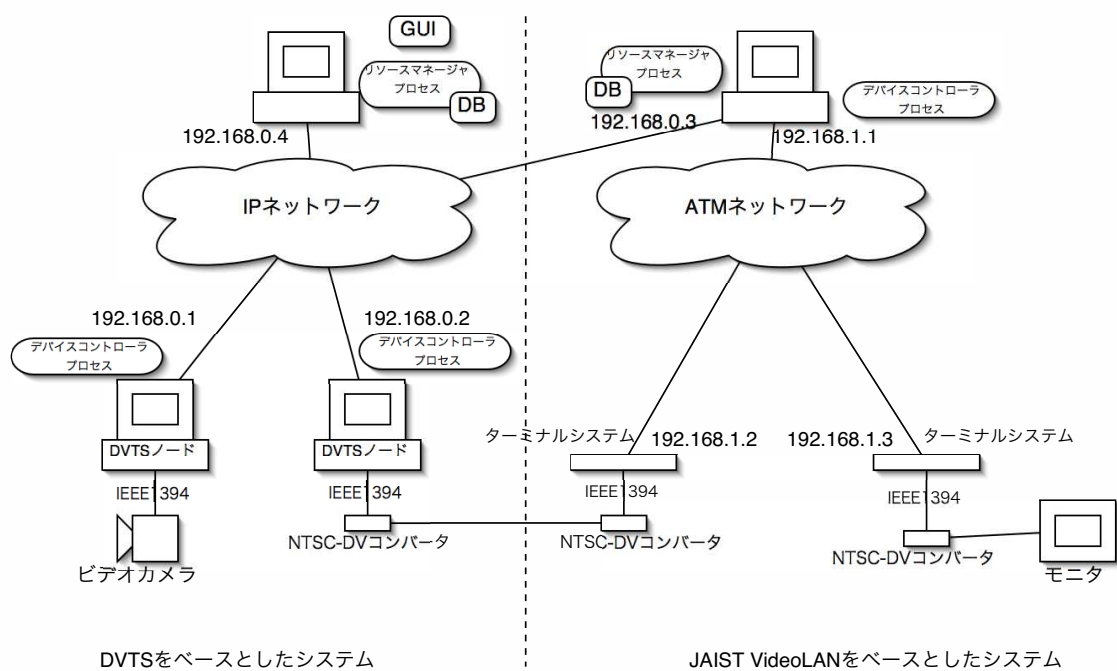 GUI
リソースマネージャ
プロセス
DB
192.168.0.4
リソースマネージャ
プロセス
DB
192.168.0.3
デバイスコントローラ
プロセス
192.168.1.1
IPネットワーク
ATMネットワーク
192.168.0.1
デバイスコントローラ
プロセス
192.168.0.2
デバイスコントローラ
プロセス
DVTSノード
DVTSノード
ターミナルシステム
192.168.1.2
192.168.1.3
ターミナルシステム
IEEE1394
IEEE1394
IEEE1394
IEEE1394
NTSC-DVコンバータ
NTSC-DVコンバータ
NTSC-DVコンバータ
ビデオカメラ
モニタ
DVTSをベースとしたシステム
JAIST VideoLANをベースとしたシステム